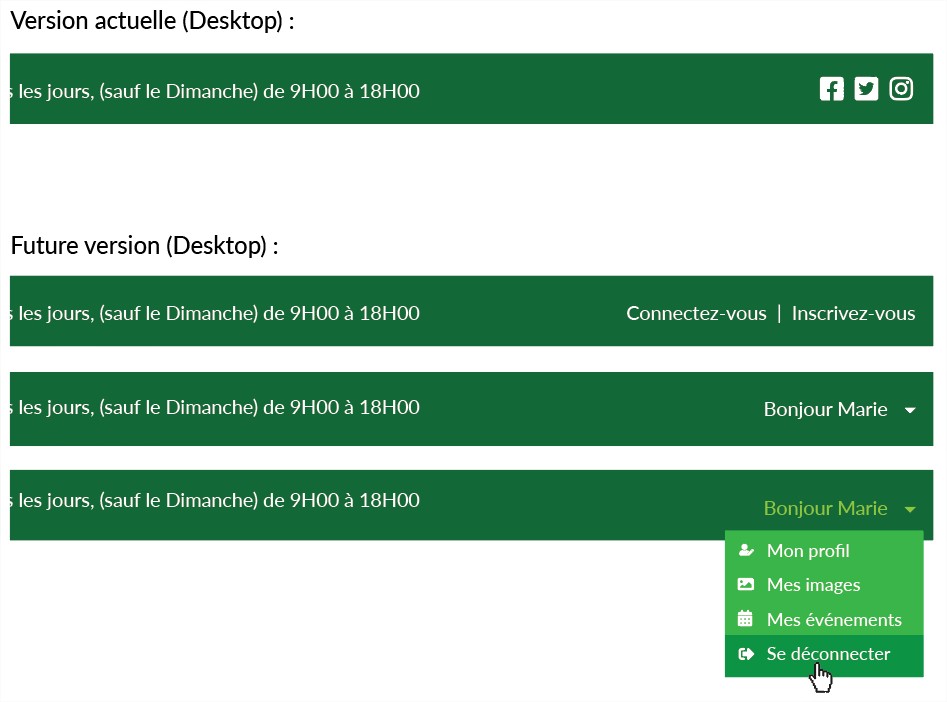 Version actuelle (Desktop) :
les jours, (sauf le Dimanche) de 9H00 à 18H00
Future version (Desktop) :
les jours, (sauf le Dimanche) de 9H00 à 18H00 Connectez-vous | Inscrivez-vous
les jours, (sauf le Dimanche) de 9H00 à 18H00 Bonjour Marie
les jours, (sauf le Dimanche) de 9H00 à 18H00 Bonjour Marie
Mon profil
Mes images
Mes événements
Se déconnecter